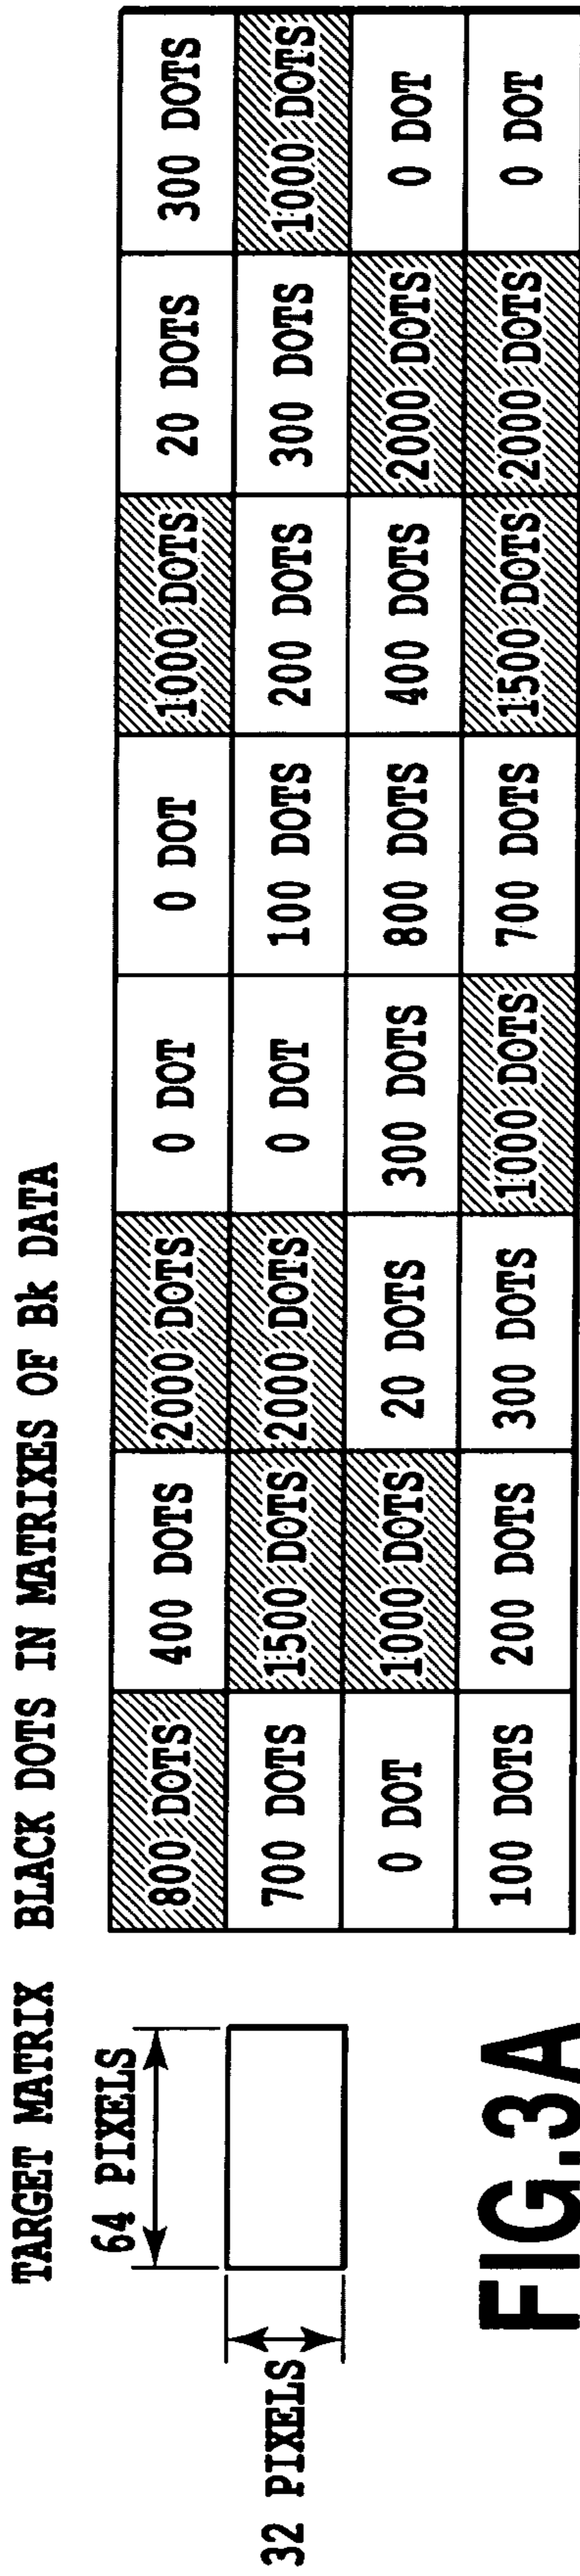 TARGET MATRIX
64 PIXELS
32 PIXELS
BLACK DOTS IN MATRIXES OF Bk DATA
800 DOTS 400 DOTS 2000 DOTS 0 DOT 0 DOT 1000 DOTS 20 DOTS 300 DOTS
700 DOTS 1500 DOTS 2000 DOTS 0 DOT 100 DOTS 200 DOTS 300 DOTS 1000 DOTS
0 DOT 1000 DOTS 20 DOTS 300 DOTS 800 DOTS 400 DOTS 2000 DOTS 0 DOT
100 DOTS 200 DOTS 300 DOTS 1000 DOTS 700 DOTS 1500 DOTS 2000 DOTS 0 DOT
FIG.3A